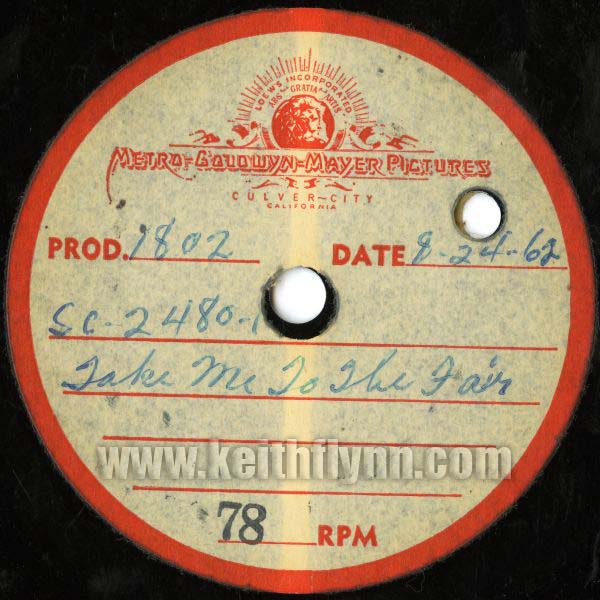 LOEWS INCORPORATED
ARS GRATIA ARTIS
METRO-GOLDWYN-MAYER PICTURES
CULVER-CITY
CALIFORNIA
PROD. 1802 DATE 8-24-62
Sc-2480-1
Take Me To The Fair
www.keithflynn.com
78 RPM